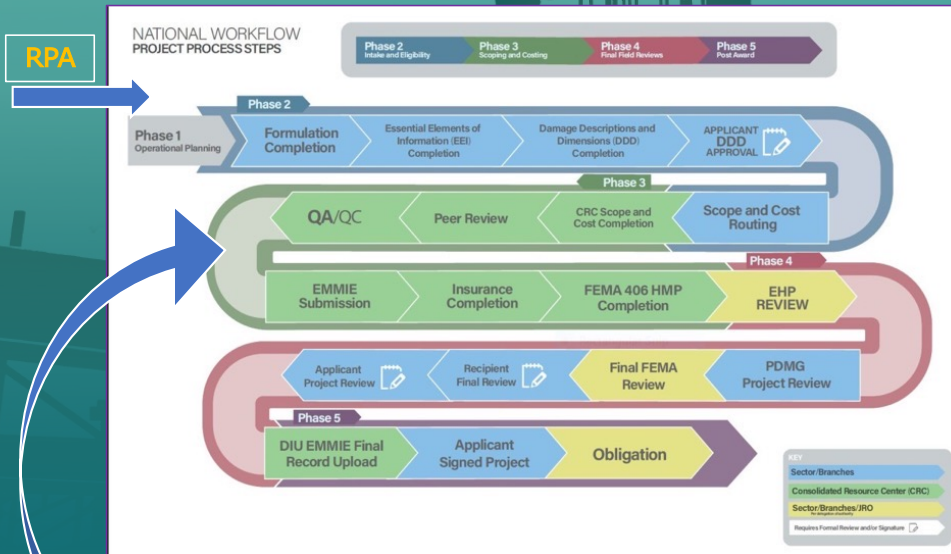 RPA
NATIONAL WORKFLOW
PROJECT PROCESS STEPS
Phase 2
Intake and Eligibility
Phase 3
Scoping and Costing
Phase 4
Final Field Reviews
Phase 5
Post Award
Phase 2
Phase 1
Operational Planning
Formulation
Completion
Essential Elements of
Information (EEI)
Completion
Damage Descriptions and
Dimensions (DDD)
Completion
APPLICANT
DDD
APPROVAL
Phase 3
QA/QC
Peer Review
CRC Scope and
Cost Completion
Scope and Cost
Routing
Phase 4
EMMIE
Submission
Insurance
Completion
FEMA 406 HMP
Completion
EHP
REVIEW
Applicant
Project Review
Recipient
Final Review
Final FEMA
Review
PDMG
Project Review
Phase 5
DIU EMMIE Final
Record Upload
Applicant
Signed Project
Obligation
KEY
Sector/Branches
Consolidated Resource Center (CRC)
Sector/Branches/JRO
Per delegation of authority
Requires Formal Review and/or Signature